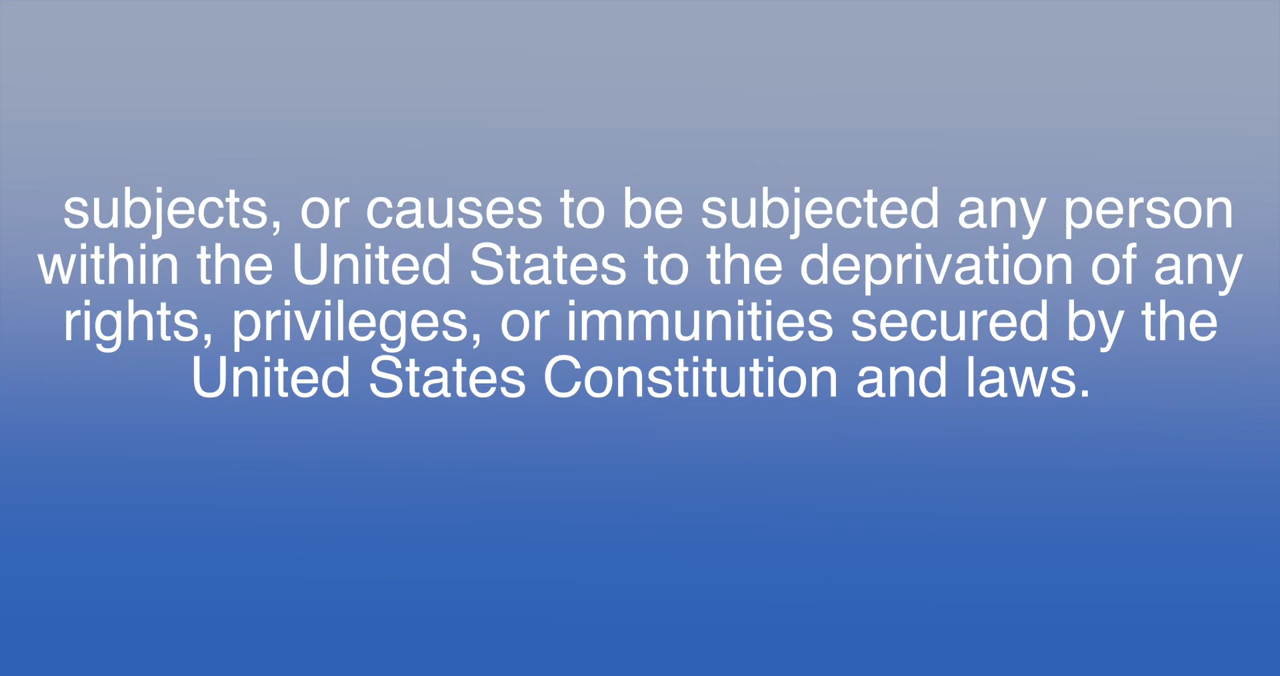 subjects, or causes to be subjected any person
within the United States to the deprivation of any
rights, privileges, or immunities secured by the
United States Constitution and laws.